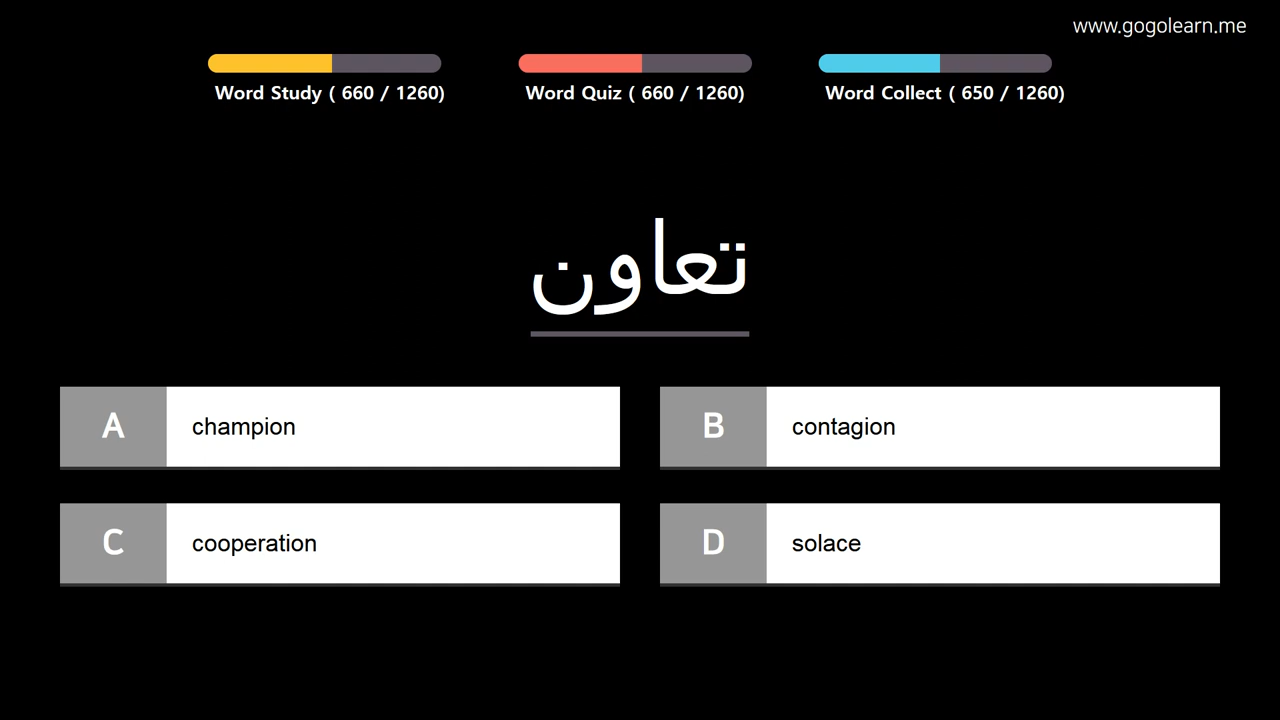 www.gogolearn.me
Word Study ( 660 / 1260)
Word Quiz ( 660 / 1260)
Word Collect ( 650 / 1260)
تعاون
A champion
B contagion
C cooperation
D solace